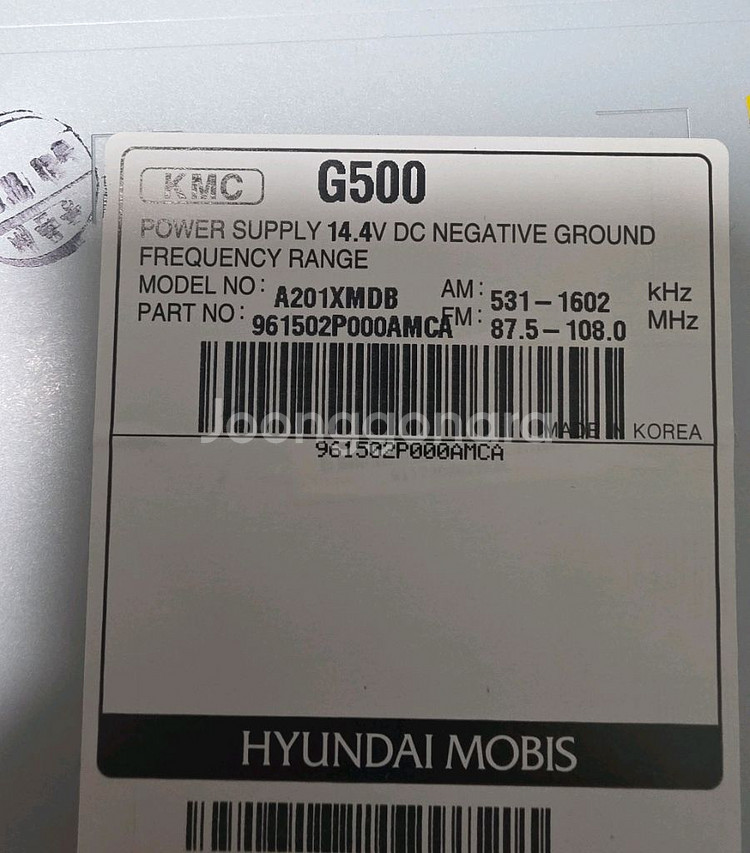 KMC G500
POWER SUPPLY 14.4V DC NEGATIVE GROUND
FREQUENCY RANGE
MODEL NO: A201XMDB AM: 531-1602 kHz
PART NO: 961502P000AMCA FM: 87.5-108.0 MHz
Joonggonara
MADE IN KOREA
961502P000AMCA
HYUNDAI MOBIS